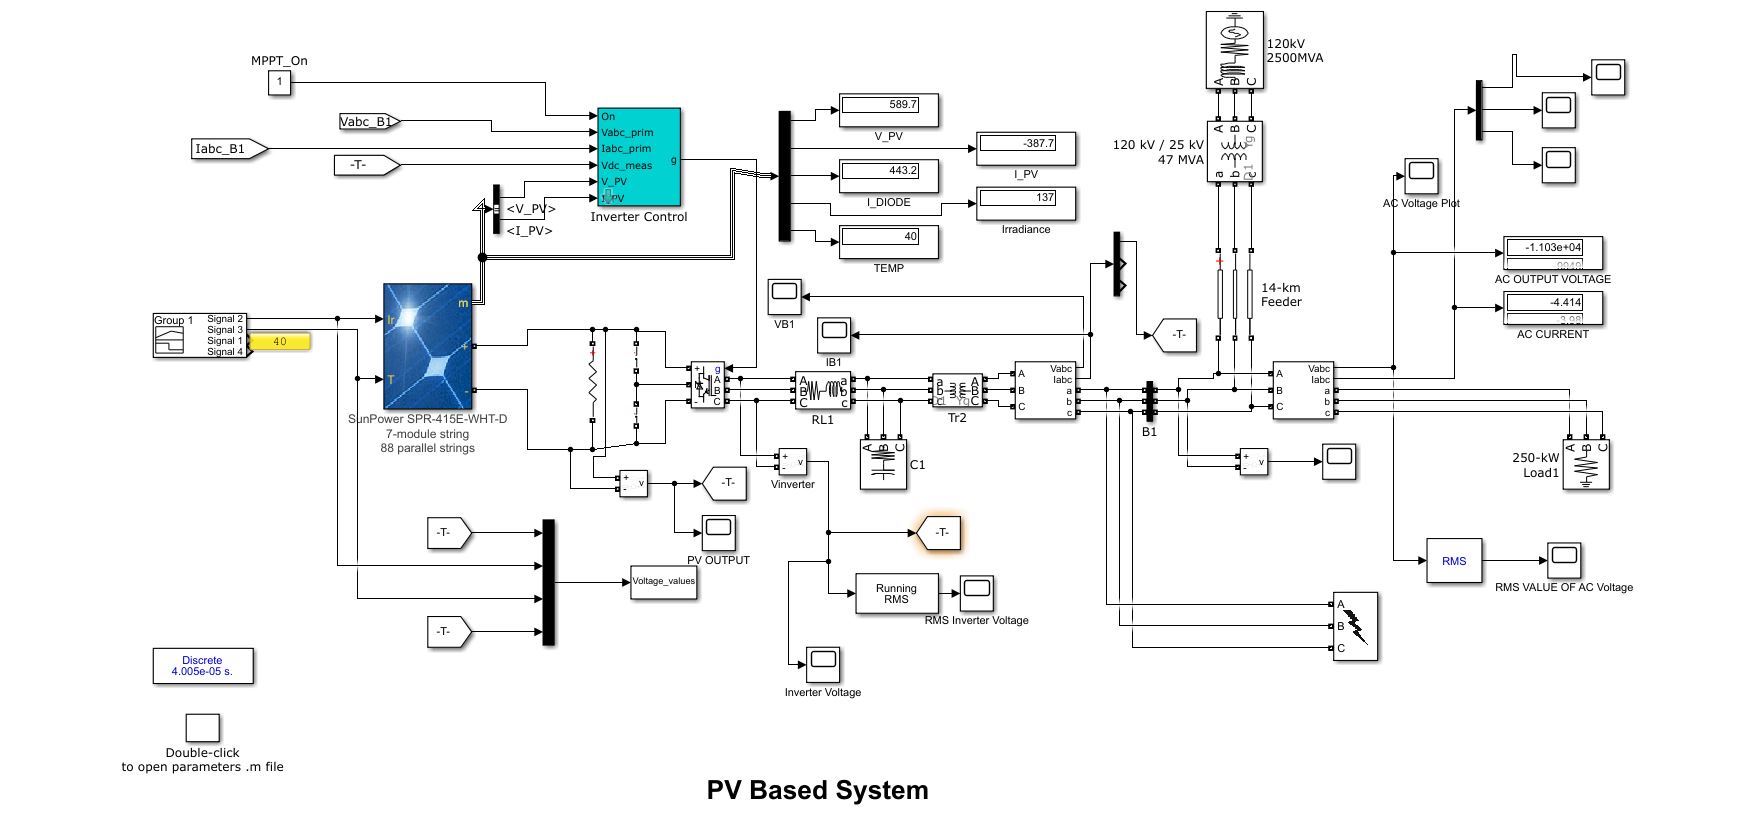 120kV
2500MVA
A B C
MPPT_On
1
Vabc_B1
Iabc_B1
-T-
On
Vabc_prim
Iabc_prim
Vdc_meas
V_PV
I_PV
g
Inverter Control
<V_PV>
<I_PV>
589.7
V_PV
-387.7
I_PV
443.2
I_DIODE
137
Irradiance
40
TEMP
A B C
Yg
D1
a b c
120 kV / 25 kV
47 MVA
AC Voltage Plot
-1.103e+04
AC OUTPUT VOLTAGE
-4.414
-3.98
AC CURRENT
14-km
Feeder
VB1
IB1
-T-
Group 1
Signal 2
Signal 3
Signal 1
Signal 4
40
Ir
T
m
+
-
SunPower SPR-415E-WHT-D
7-module string
88 parallel strings
+
-
g
A
B
C
A
B
C
a
b
c
RL1
a
b
c
D1 Yg
A
B
C
Tr2
A
B
C
Vabc
Iabc
a
b
c
B1
A
B
C
Vabc
Iabc
a
b
c
A B C
C1
A B C
250-kW
Load1
+
-
v
Vinverter
+
-
v
+
-
v
-T-
PV OUTPUT
-T-
-T-
-T-
Voltage_values
Running
RMS
RMS Inverter Voltage
Inverter Voltage
RMS
RMS VALUE OF AC Voltage
A
B
C
Discrete
4.005e-05 s.
Double-click
to open parameters .m file
PV Based System